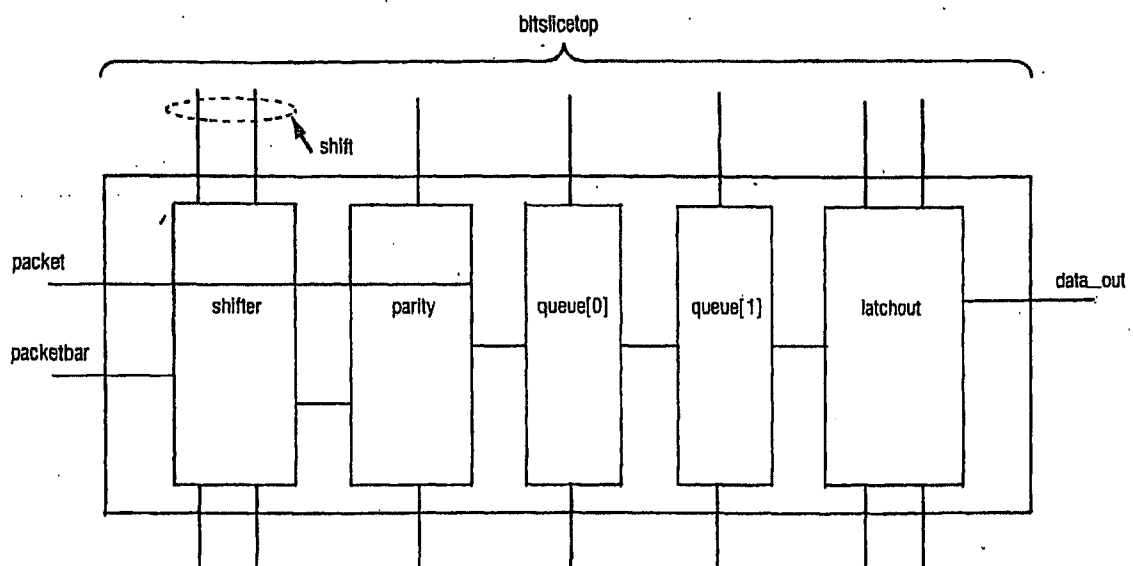 bitslicetop
shift
packet
shifter
parity
queue[0]
queue[1]
latchout
data_out
packetbar